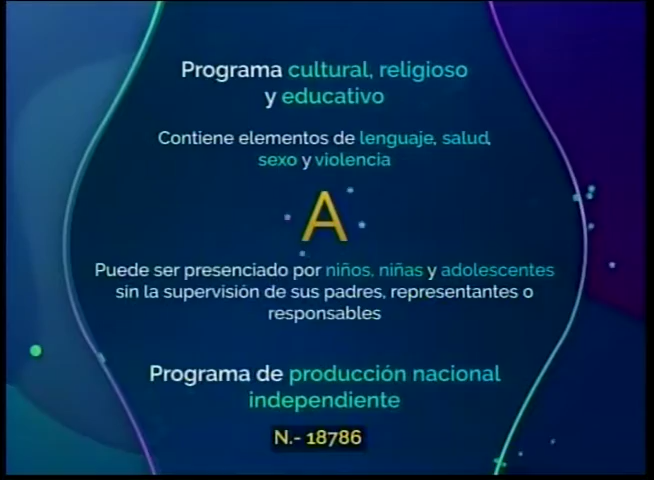 Programa cultural, religioso
y educativo
Contiene elementos de lenguaje, salud,
sexo y violencia
A
Puede ser presenciado por niños, niñas y adolescentes
sin la supervisión de sus padres, representantes o
responsables
Programa de producción nacional
independiente
N.- 18786